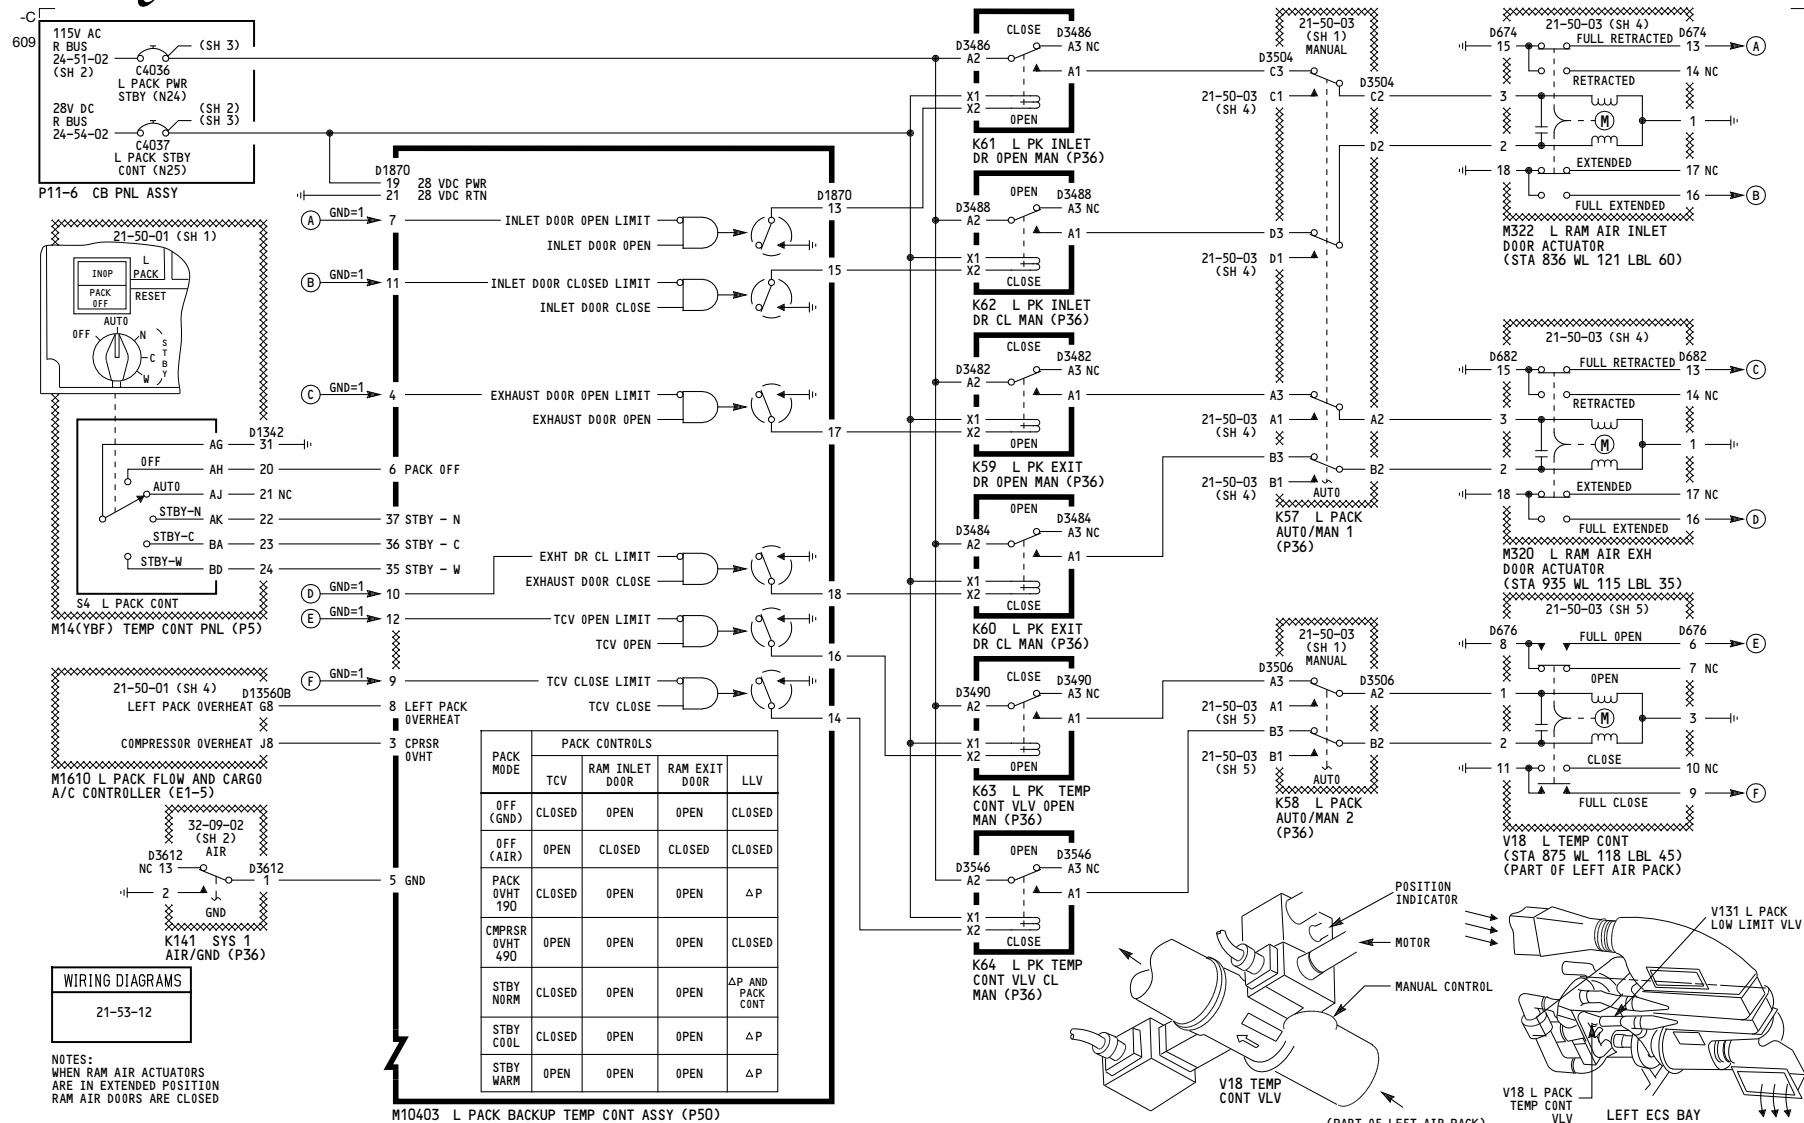 -C
609
115V AC
R BUS
24-51-02
(SH 2)
(SH 3)
C4036
L PACK PWR
STBY (N24)
28V DC
R BUS
24-54-02
(SH 2)
(SH 3)
C4037
L PACK STBY
CONT (N25)
P11-6 CB PNL ASSY
21-50-01 (SH 1)
L
PACK
INOP
PACK
OFF
RESET
AUTO
OFF
N
C
W
STBY
AG
D1342
31
OFF
AH
20
AUTO
AJ
21 NC
STBY-N
AK
22
STBY-C
BA
23
STBY-W
BD
24
S4 L PACK CONT
M14(YBF) TEMP CONT PNL (P5)
21-50-01 (SH 4)
D13560B
LEFT PACK OVERHEAT G8
COMPRESSOR OVERHEAT J8
M1610 L PACK FLOW AND CARGO
A/C CONTROLLER (E1-5)
32-09-02
(SH 2)
AIR
D3612
NC 13
D3612
1
2
GND
K141 SYS 1
AIR/GND (P36)
WIRING DIAGRAMS
21-53-12
NOTES:
WHEN RAM AIR ACTUATORS
ARE IN EXTENDED POSITION
RAM AIR DOORS ARE CLOSED
D1870
19 28 VDC PWR
21 28 VDC RTN
D1870
13
A GND=1 7
INLET DOOR OPEN LIMIT
INLET DOOR OPEN
B GND=1 11
INLET DOOR CLOSED LIMIT
INLET DOOR CLOSE
15
C GND=1 4
EXHAUST DOOR OPEN LIMIT
EXHAUST DOOR OPEN
17
6 PACK OFF
37 STBY - N
36 STBY - C
35 STBY - W
EXHT DR CL LIMIT
EXHAUST DOOR CLOSE
D GND=1 10
18
E GND=1 12
TCV OPEN LIMIT
TCV OPEN
16
F GND=1 9
TCV CLOSE LIMIT
TCV CLOSE
14
8 LEFT PACK
OVERHEAT
3 CPRSR
OVHT
5 GND
PACK
MODE
PACK CONTROLS
TCV
RAM INLET
DOOR
RAM EXIT
DOOR
LLV
OFF
(GND)
CLOSED OPEN OPEN CLOSED
OFF
(AIR)
OPEN CLOSED CLOSED CLOSED
PACK
OVHT
190
CLOSED OPEN OPEN ΔP
CMPRSR
OVHT
490
OPEN OPEN OPEN CLOSED
STBY
NORM
CLOSED OPEN OPEN
ΔP AND
PACK
CONT
STBY
COOL
CLOSED OPEN OPEN ΔP
STBY
WARM
OPEN OPEN OPEN ΔP
M10403 L PACK BACKUP TEMP CONT ASSY (P50)
CLOSE
D3486
A2
D3486
A3 NC
A1
X1
X2
OPEN
K61 L PK INLET
DR OPEN MAN (P36)
OPEN
D3488
A2
D3488
A3 NC
A1
X1
X2
CLOSE
K62 L PK INLET
DR CL MAN (P36)
CLOSE
D3482
A2
D3482
A3 NC
A1
X1
X2
OPEN
K59 L PK EXIT
DR OPEN MAN (P36)
OPEN
D3484
A2
D3484
A3 NC
A1
X1
X2
CLOSE
K60 L PK EXIT
DR CL MAN (P36)
CLOSE
D3490
A2
D3490
A3 NC
A1
X1
X2
OPEN
K63 L PK TEMP
CONT VLV OPEN
MAN (P36)
OPEN
D3546
A2
D3546
A3 NC
A1
X1
X2
CLOSE
K64 L PK TEMP
CONT VLV CL
MAN (P36)
21-50-03
(SH 1)
MANUAL
D3504
C3
D3504
C2
21-50-03
(SH 4)
C1
D2
D3
21-50-03
(SH 4)
D1
A3
21-50-03
(SH 4)
A1
A2
B3
21-50-03
(SH 4)
B1
B2
AUTO
K57 L PACK
AUTO/MAN 1
(P36)
21-50-03
(SH 1)
MANUAL
D3506
A3
D3506
A2
21-50-03
(SH 5)
A1
B3
21-50-03
(SH 5)
B1
B2
AUTO
K58 L PACK
AUTO/MAN 2
(P36)
21-50-03 (SH 4)
D674
15
FULL RETRACTED
D674
13
A
RETRACTED
14 NC
3
M
1
2
18
EXTENDED
17 NC
FULL EXTENDED
16
B
M322 L RAM AIR INLET
DOOR ACTUATOR
(STA 836 WL 121 LBL 60)
21-50-03 (SH 4)
D682
15
FULL RETRACTED
D682
13
C
RETRACTED
14 NC
3
M
1
2
18
EXTENDED
17 NC
FULL EXTENDED
16
D
M320 L RAM AIR EXH
DOOR ACTUATOR
(STA 935 WL 115 LBL 35)
21-50-03 (SH 5)
D676
8
FULL OPEN
D676
6
E
7 NC
OPEN
1
M
3
2
11
CLOSE
10 NC
FULL CLOSE
9
F
V18 L TEMP CONT
(STA 875 WL 118 LBL 45)
(PART OF LEFT AIR PACK)
POSITION
INDICATOR
MOTOR
MANUAL CONTROL
V18 TEMP
CONT VLV
(PART OF LEFT AIR PACK)
V131 L PACK
LOW LIMIT VLV
V18 L PACK
TEMP CONT
VLV
LEFT ECS BAY